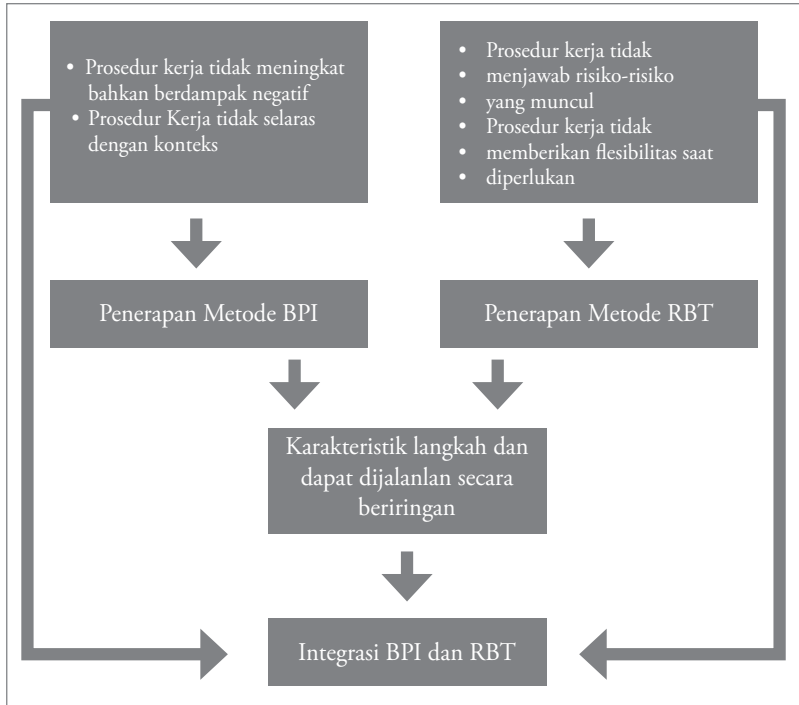 • Prosedur kerja tidak meningkat
bahkan berdampak negatif
• Prosedur Kerja tidak selaras
dengan konteks
• Prosedur kerja tidak
• menjawab risiko-risiko
• yang muncul
• Prosedur kerja tidak
• memberikan flesibilitas saat
• diperlukan
Penerapan Metode BPI
Penerapan Metode RBT
Karakteristik langkah dan
dapat dijalanlan secara
beriringan
Integrasi BPI dan RBT